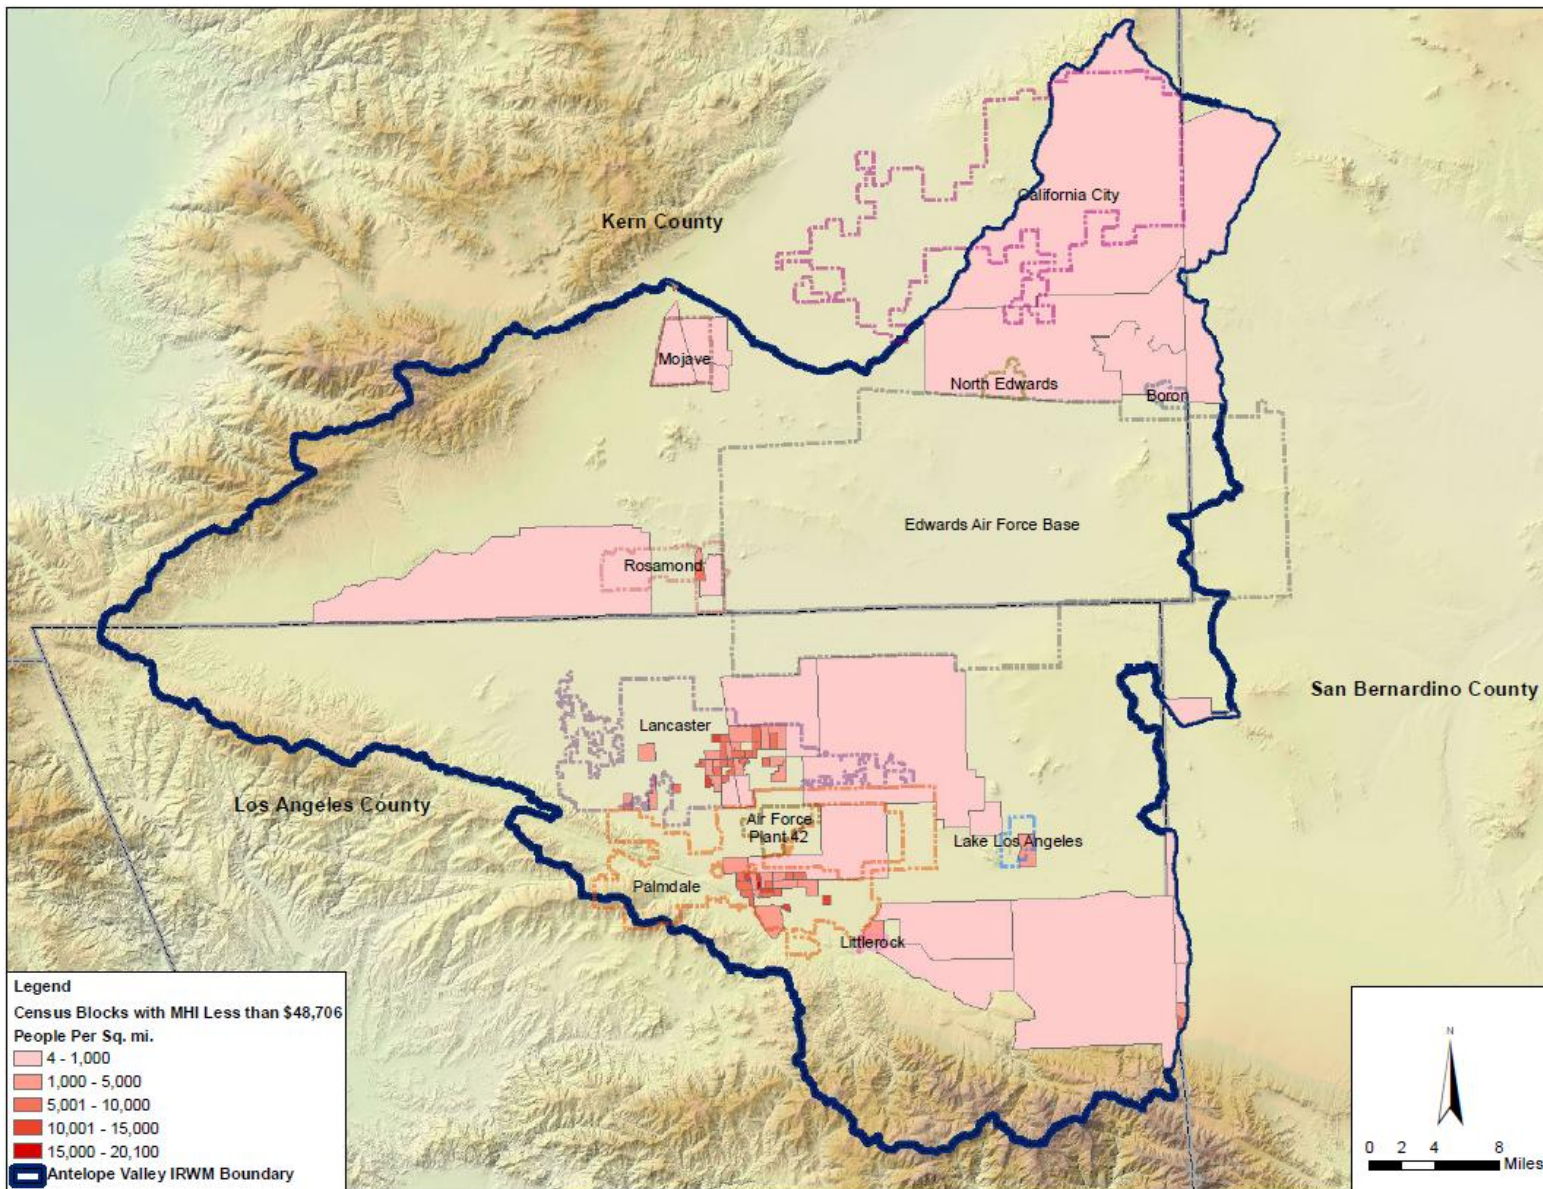 Kern County
California City
Mojave
North Edwards
Boron
Edwards Air Force Base
Rosamond
San Bernardino County
Lancaster
Los Angeles County
Air Force
Plant 42
Lake Los Angeles
Palmdale
Littlerock
Legend
Census Blocks with MHI Less than $48,706
People Per Sq. mi.
4 - 1,000
1,000 - 5,000
5,001 - 10,000
10,001 - 15,000
15,000 - 20,100
Antelope Valley IRWM Boundary
N
0 2 4 8
Miles